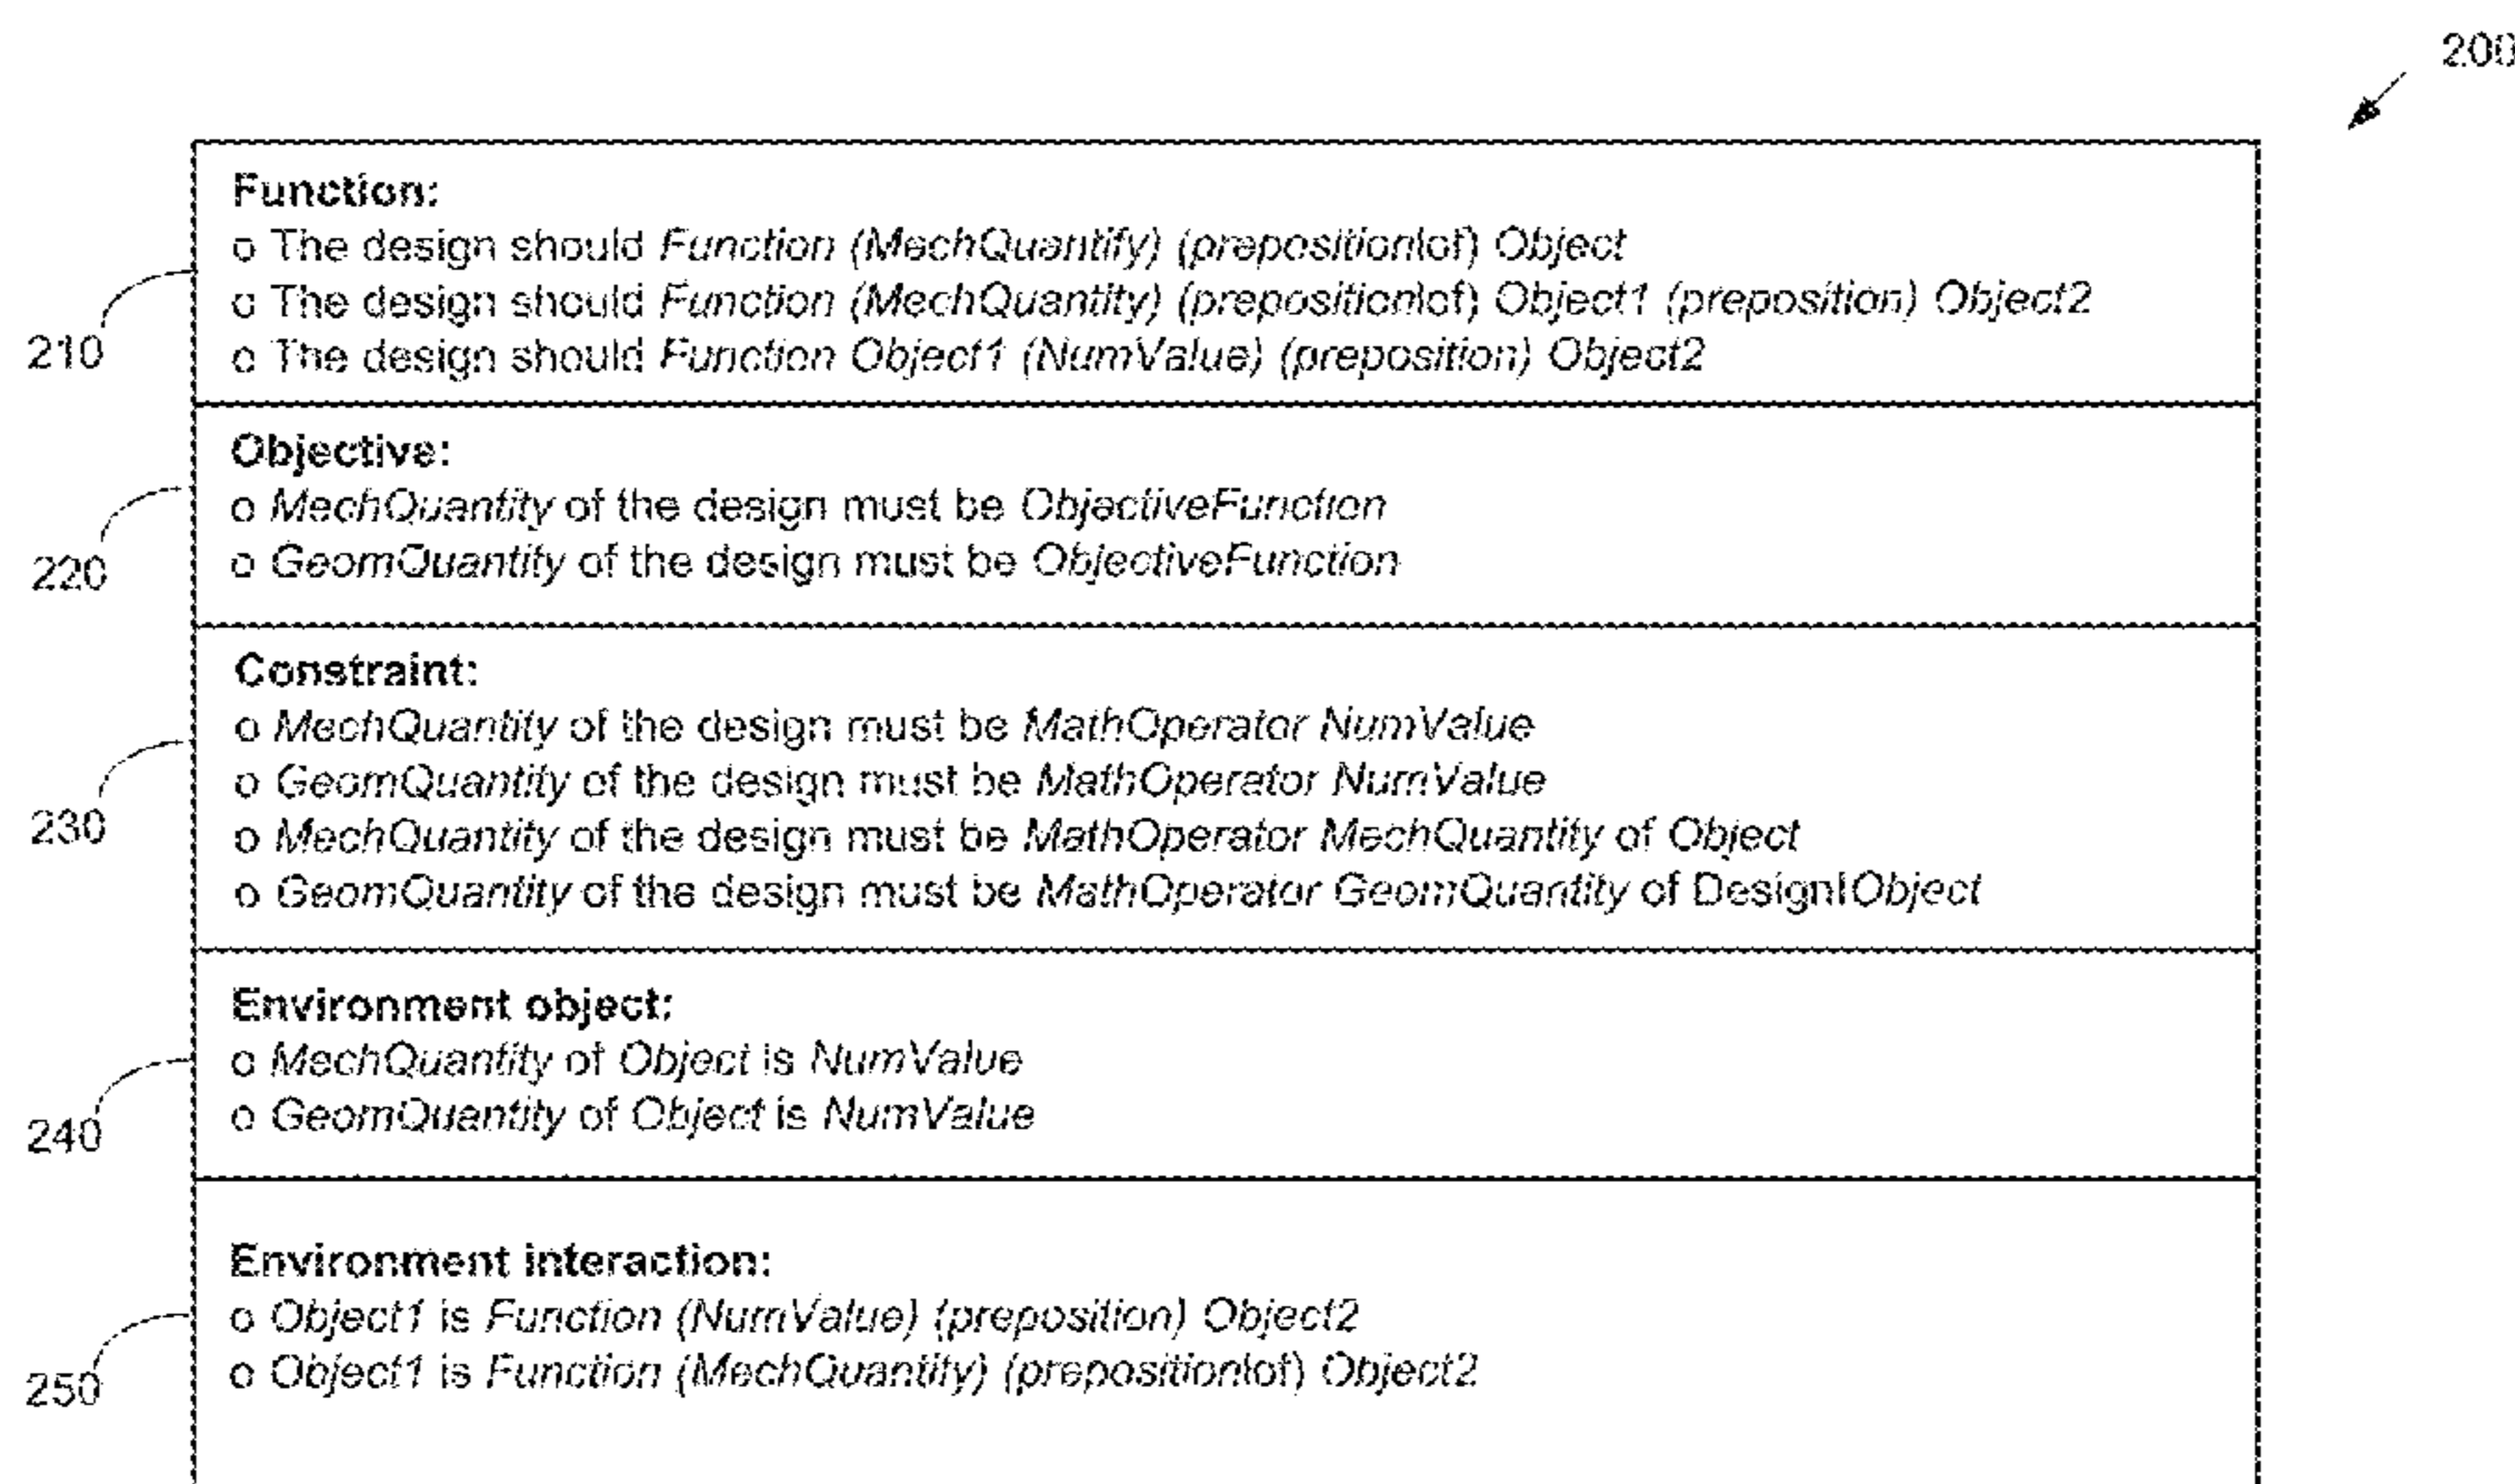 200
Function:
o The design should Function (MechQuantify) (preposition|of) Object
o The design should Function (MechQuantity) (preposition|of) Object1 (preposition) Object2
210
o The design should Function Object1 (NumValue) (preposition) Object2
Objective:
o MechQuantity of the design must be ObjectiveFunction
220
o GeomQuantity of the design must be ObjectiveFunction
Constraint:
o MechQuantity of the design must be MathOperator NumValue
o GeomQuantity of the design must be MathOperator NumValue
230
o MechQuantity of the design must be MathOperator MechQuantity of Object
o GeomQuantity of the design must be MathOperator GeomQuantity of Design|Object
Environment object:
o MechQuantity of Object is NumValue
o GeomQuantity of Object is NumValue
240
Environment interaction:
o Object1 is Function (NumValue) (preposition) Object2
o Object1 is Function (MechQuantity) (preposition|of) Object2
250